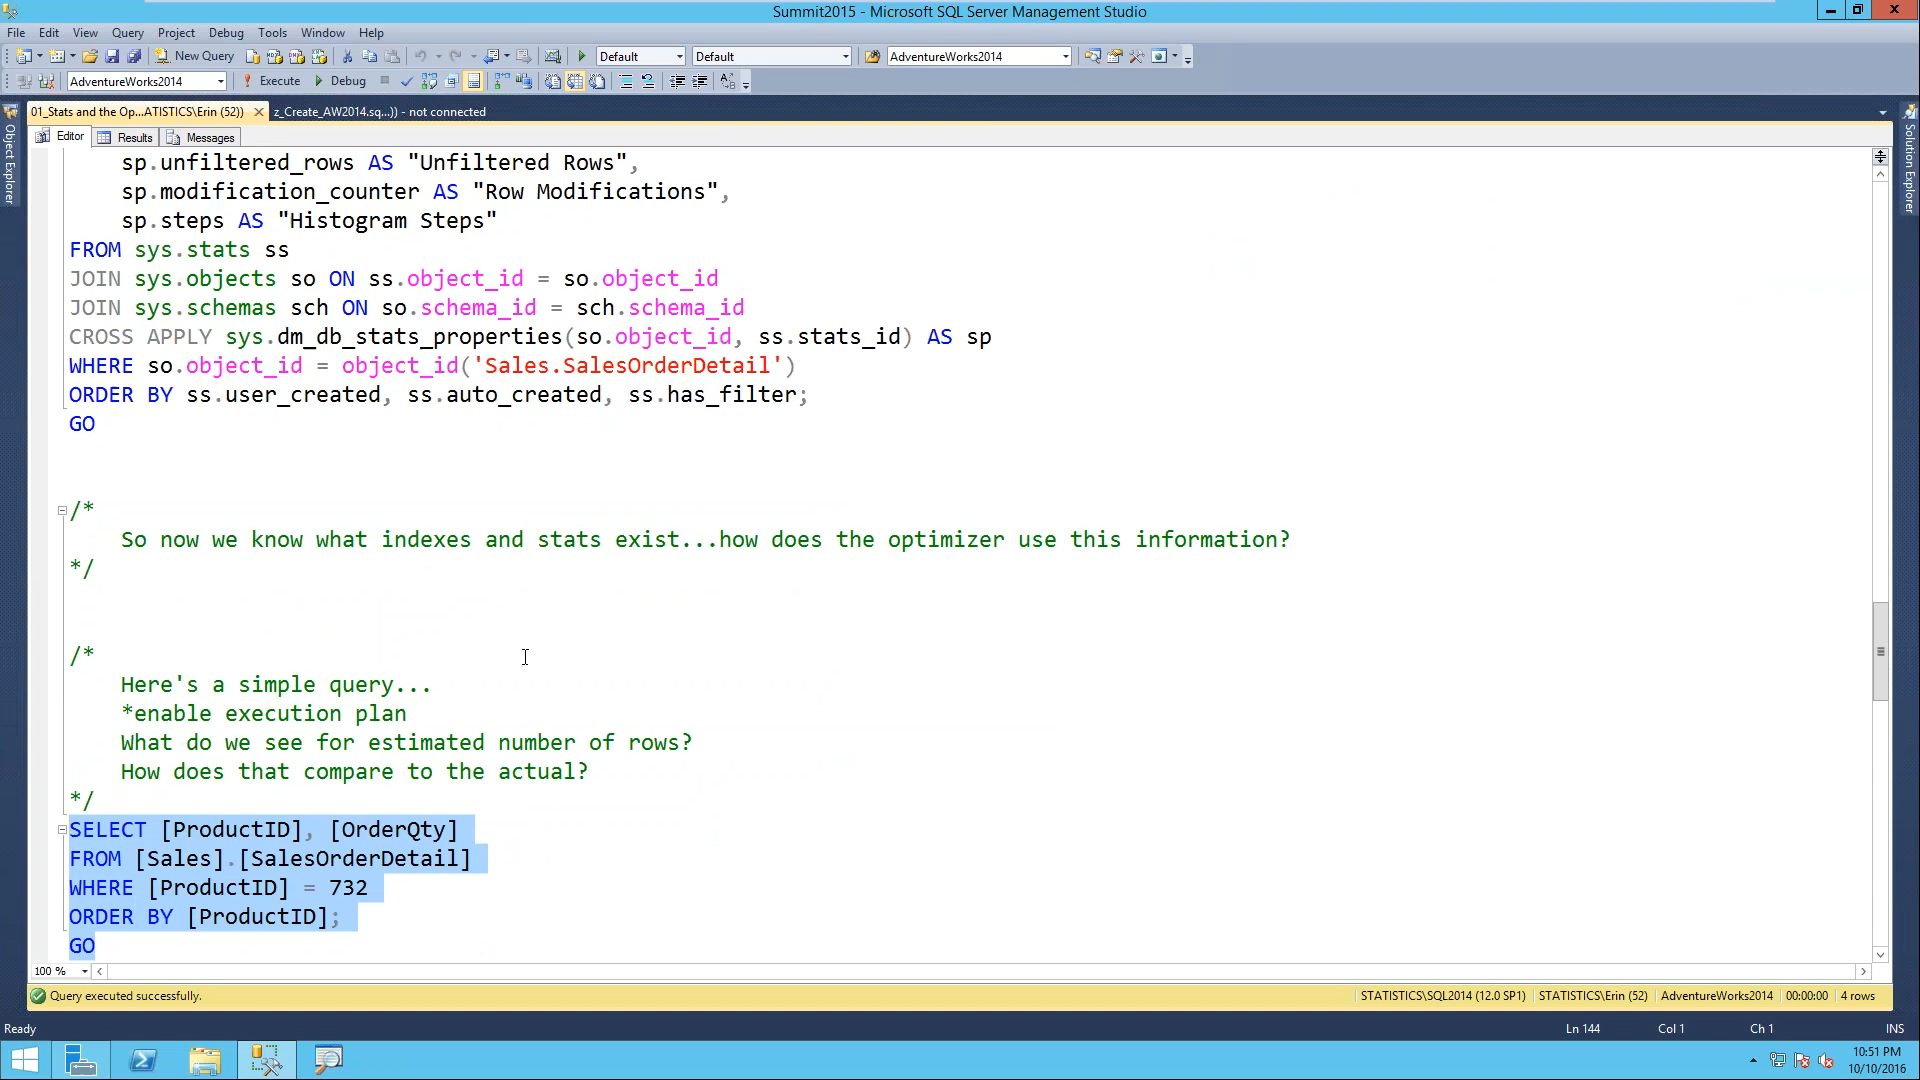 Summit2015 - Microsoft SQL Server Management Studio
File Edit View Query Project Debug Tools Window Help
New Query Default Default AdventureWorks2014
AdventureWorks2014 Execute Debug
01_Stats and the Op...ATISTICS\Erin (52)) z_Create_AW2014.sq...)) - not connected
Editor Results Messages
Object Explorer
Solution Explorer
sp.unfiltered_rows AS "Unfiltered Rows",
sp.modification_counter AS "Row Modifications",
sp.steps AS "Histogram Steps"
FROM sys.stats ss
JOIN sys.objects so ON ss.object_id = so.object_id
JOIN sys.schemas sch ON so.schema_id = sch.schema_id
CROSS APPLY sys.dm_db_stats_properties(so.object_id, ss.stats_id) AS sp
WHERE so.object_id = object_id('Sales.SalesOrderDetail')
ORDER BY ss.user_created, ss.auto_created, ss.has_filter;
GO
/*
So now we know what indexes and stats exist...how does the optimizer use this information?
*/
/*
Here's a simple query...
*enable execution plan
What do we see for estimated number of rows?
How does that compare to the actual?
*/
SELECT [ProductID], [OrderQty]
FROM [Sales].[SalesOrderDetail]
WHERE [ProductID] = 732
ORDER BY [ProductID];
GO
100 %
Query executed successfully. STATISTICS\SQL2014 (12.0 SP1) STATISTICS\Erin (52) AdventureWorks2014 00:00:00 4 rows
Ready Ln 144 Col 1 Ch 1 INS
10:51 PM
10/10/2016